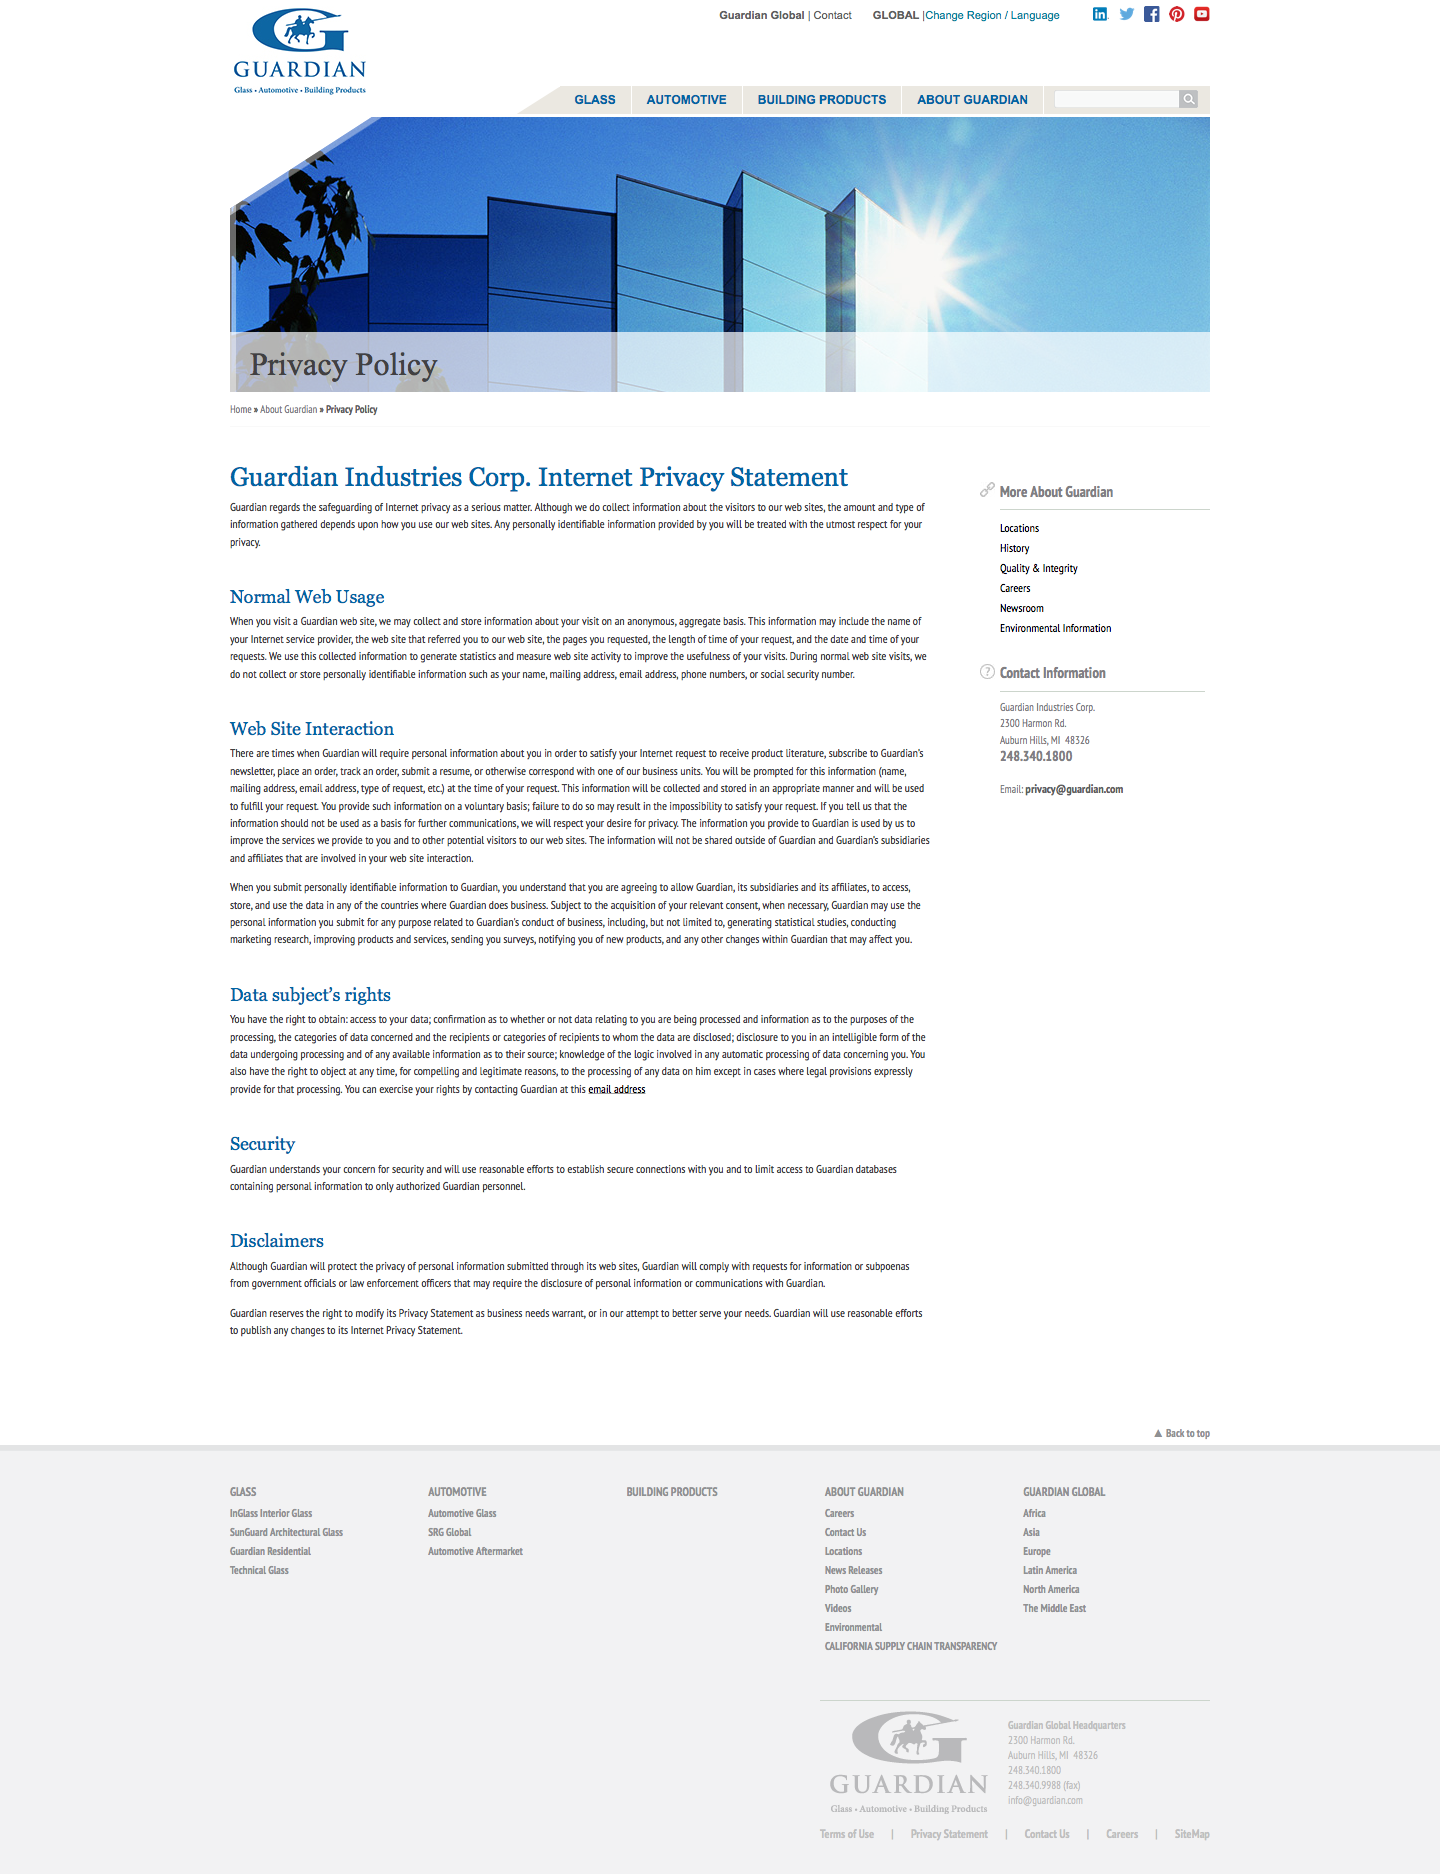 GUARDIAN
Glass • Automotive • Building Products
Guardian Global | Contact
GLOBAL |Change Region / Language
GLASS
AUTOMOTIVE
BUILDING PRODUCTS
ABOUT GUARDIAN
Privacy Policy
Home » About Guardian » Privacy Policy
Guardian Industries Corp. Internet Privacy Statement
Guardian regards the safeguarding of Internet privacy as a serious matter. Although we do collect information about the visitors to our web sites, the amount and type of
information gathered depends upon how you use our web sites. Any personally identifiable information provided by you will be treated with the utmost respect for your
privacy.
Normal Web Usage
When you visit a Guardian web site, we may collect and store information about your visit on an anonymous, aggregate basis. This information may include the name of
your Internet service provider, the web site that referred you to our web site, the pages you requested, the length of time of your request, and the date and time of your
requests. We use this collected information to generate statistics and measure web site activity to improve the usefulness of your visits. During normal web site visits, we
do not collect or store personally identifiable information such as your name, mailing address, email address, phone numbers, or social security number.
Web Site Interaction
There are times when Guardian will require personal information about you in order to satisfy your Internet request to receive product literature, subscribe to Guardian's
newsletter, place an order, track an order, submit a resume, or otherwise correspond with one of our business units. You will be prompted for this information (name,
mailing address, email address, type of request, etc.) at the time of your request. This information will be collected and stored in an appropriate manner and will be used
to fulfill your request. You provide such information on a voluntary basis; failure to do so may result in the impossibility to satisfy your request. If you tell us that the
information should not be used as a basis for further communications, we will respect your desire for privacy. The information you provide to Guardian is used by us to
improve the services we provide to you and to other potential visitors to our web sites. The information will not be shared outside of Guardian and Guardian's subsidiaries
and affiliates that are involved in your web site interaction.
When you submit personally identifiable information to Guardian, you understand that you are agreeing to allow Guardian, its subsidiaries and its affiliates, to access,
store, and use the data in any of the countries where Guardian does business. Subject to the acquisition of your relevant consent, when necessary, Guardian may use the
personal information you submit for any purpose related to Guardian's conduct of business, including, but not limited to, generating statistical studies, conducting
marketing research, improving products and services, sending you surveys, notifying you of new products, and any other changes within Guardian that may affect you.
Data subject's rights
You have the right to obtain: access to your data; confirmation as to whether or not data relating to you are being processed and information as to the purposes of the
processing, the categories of data concerned and the recipients or categories of recipients to whom the data are disclosed; disclosure to you in an intelligible form of the
data undergoing processing and of any available information as to their source; knowledge of the logic involved in any automatic processing of data concerning you. You
also have the right to object at any time, for compelling and legitimate reasons, to the processing of any data on him except in cases where legal provisions expressly
provide for that processing. You can exercise your rights by contacting Guardian at this email address
Security
Guardian understands your concern for security and will use reasonable efforts to establish secure connections with you and to limit access to Guardian databases
containing personal information to only authorized Guardian personnel.
Disclaimers
Although Guardian will protect the privacy of personal information submitted through its web sites, Guardian will comply with requests for information or subpoenas
from government officials or law enforcement officers that may require the disclosure of personal information or communications with Guardian.
Guardian reserves the right to modify its Privacy Statement as business needs warrant, or in our attempt to better serve your needs. Guardian will use reasonable efforts
to publish any changes to its Internet Privacy Statement.
More About Guardian
Locations
History
Quality & Integrity
Careers
Newsroom
Environmental Information
Contact Information
Guardian Industries Corp.
2300 Harmon Rd.
Auburn Hills, MI 48326
248.340.1800
Email: privacy@guardian.com
▲ Back to top
GLASS
InGlass Interior Glass
SunGuard Architectural Glass
Guardian Residential
Technical Glass
AUTOMOTIVE
Automotive Glass
SRG Global
Automotive Aftermarket
BUILDING PRODUCTS
ABOUT GUARDIAN
Careers
Contact Us
Locations
News Releases
Photo Gallery
Videos
Environmental
CALIFORNIA SUPPLY CHAIN TRANSPARENCY
GUARDIAN GLOBAL
Africa
Asia
Europe
Latin America
North America
The Middle East
GUARDIAN
Glass • Automotive • Building Products
Guardian Global Headquarters
2300 Harmon Rd.
Auburn Hills, MI 48326
248.340.1800
248.340.9988 (fax)
info@guardian.com
Terms of Use | Privacy Statement | Contact Us | Careers | SiteMap